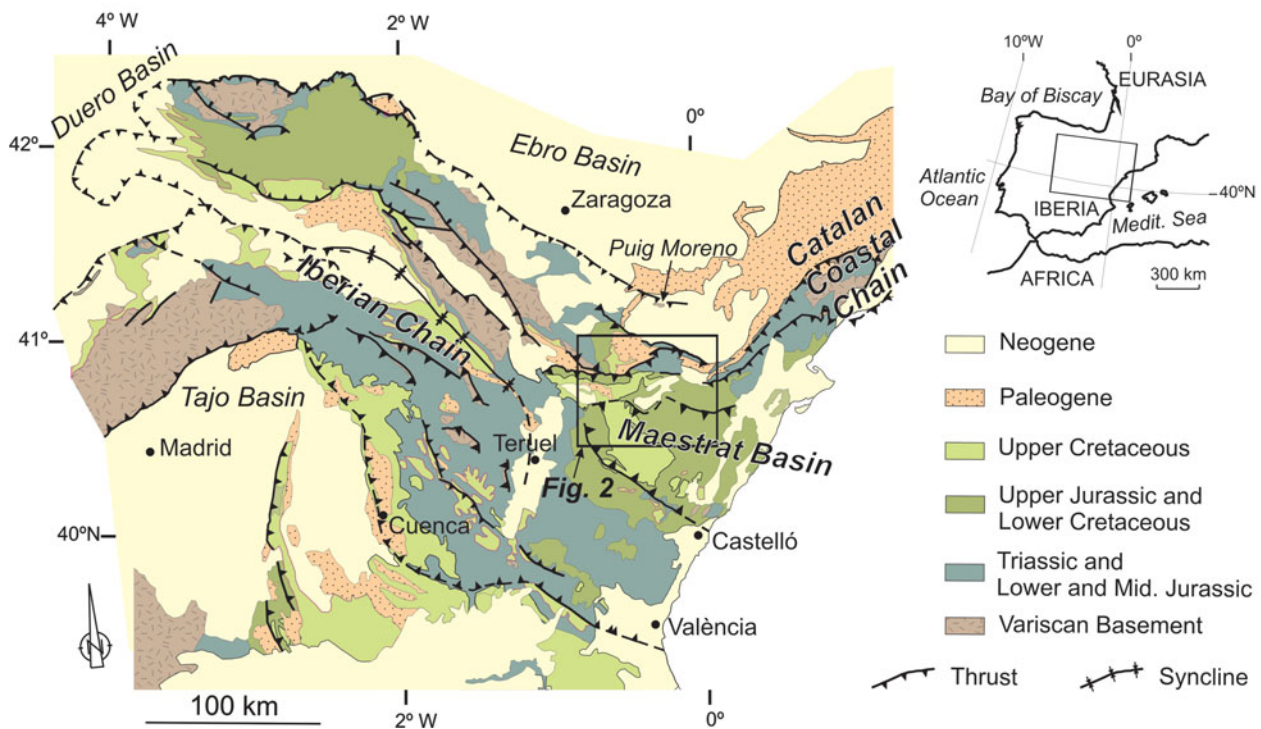 4º W
2º W
0º
Duero Basin
42º
Ebro Basin
Zaragoza
Puig Moreno
Catalan
Coastal
Chain
Iberian Chain
41º
Tajo Basin
Madrid
Teruel
Maestrat Basin
Fig. 2
Cuenca
40ºN
Castelló
València
N
100 km
2º W
0º
10ºW
0º
EURASIA
Bay of Biscay
Atlantic
Ocean
40ºN
IBERIA
Medit. Sea
AFRICA
300 km
Neogene
Paleogene
Upper Cretaceous
Upper Jurassic and
Lower Cretaceous
Triassic and
Lower and Mid. Jurassic
Variscan Basement
Thrust
Syncline